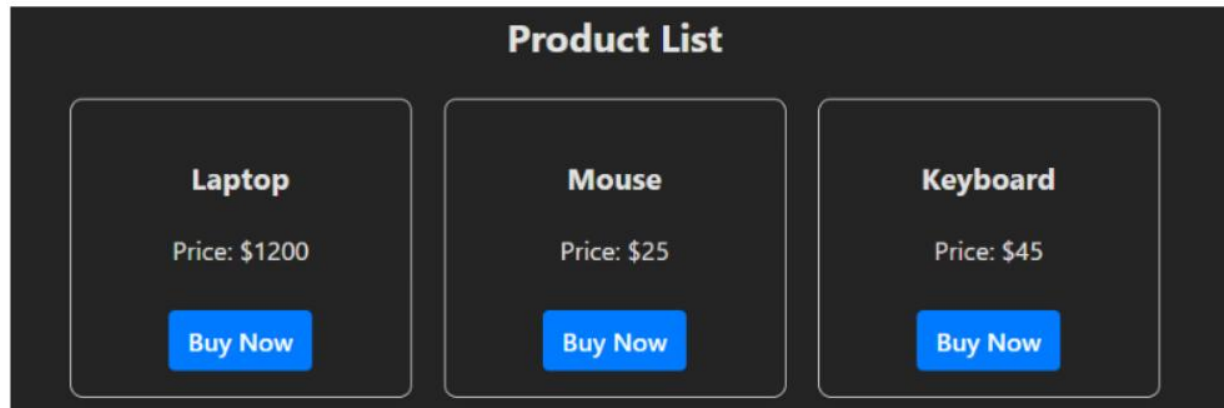 Product List
Laptop
Price: $1200
Buy Now
Mouse
Price: $25
Buy Now
Keyboard
Price: $45
Buy Now